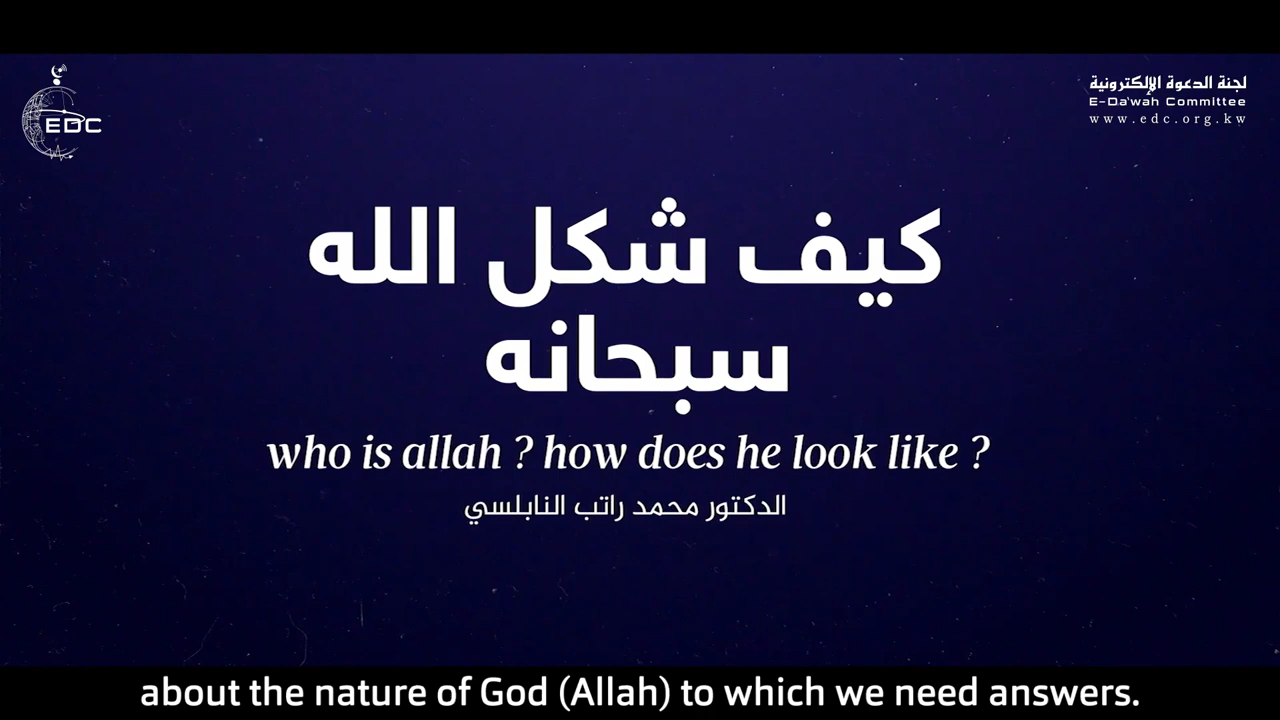 EDC
لجنة الدعوة الإلكترونية
E-Da'wah Committee
www.edc.org.kw
كيف شكل الله
سبحانه
who is allah ? how does he look like ?
الدكتور محمد راتب النابلسي
about the nature of God (Allah) to which we need answers.